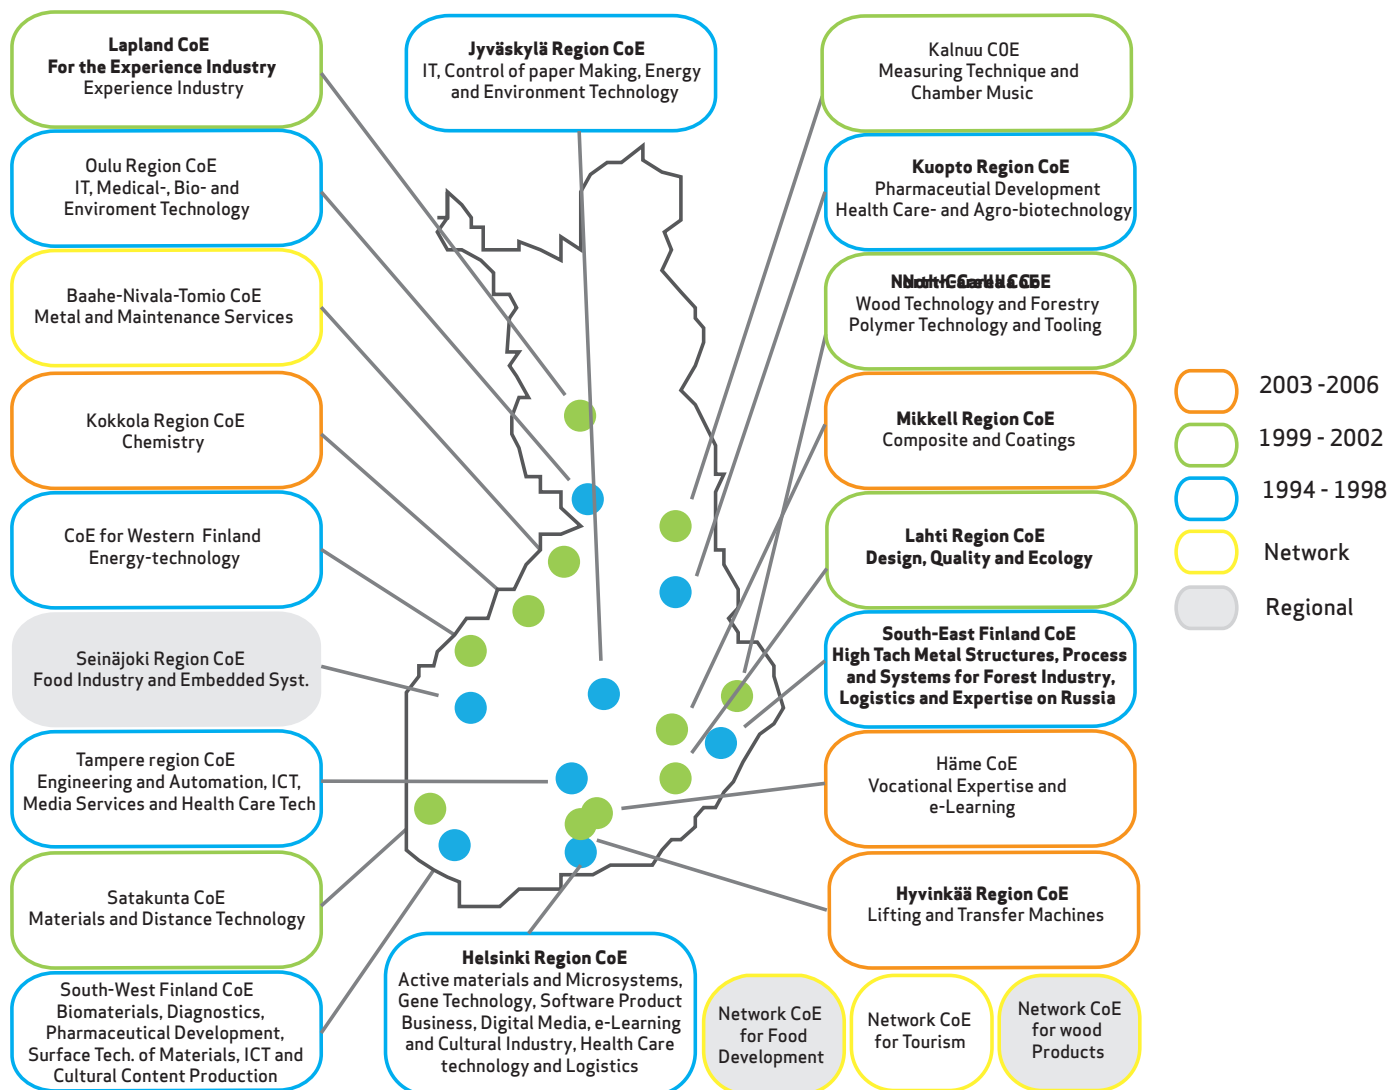 Lapland CoE
For the Experience Industry
Experience Industry
Oulu Region CoE
IT, Medical-, Bio- and
Enviroment Technology
Baahe-Nivala-Tomio CoE
Metal and Maintenance Services
Kokkola Region CoE
Chemistry
CoE for Western Finland
Energy-technology
Seinäjoki Region CoE
Food Industry and Embedded Syst.
Tampere region CoE
Engineering and Automation, ICT,
Media Services and Health Care Tech
Satakunta CoE
Materials and Distance Technology
South-West Finland CoE
Biomaterials, Diagnostics,
Pharmaceutical Development,
Surface Tech. of Materials, ICT and
Cultural Content Production
Jyväskylä Region CoE
IT, Control of paper Making, Energy
and Environment Technology
Helsinki Region CoE
Active materials and Microsystems,
Gene Technology, Software Product
Business, Digital Media, e-Learning
and Cultural Industry, Health Care
technology and Logistics
Kalnuu COE
Measuring Technique and
Chamber Music
Kuopto Region CoE
Pharmaceutial Development
Health Care- and Agro-biotechnology
Wood Technology and Forestry
Polymer Technology and Tooling
Mikkell Region CoE
Composite and Coatings
Lahti Region CoE
Design, Quality and Ecology
South-East Finland CoE
High Tach Metal Structures, Process
and Systems for Forest Industry,
Logistics and Expertise on Russia
Häme CoE
Vocational Expertise and
e-Learning
Hyvinkää Region CoE
Lifting and Transfer Machines
Network CoE
for Food
Development
Network CoE
for Tourism
Network CoE
for wood
Products
2003 -2006
1999 - 2002
1994 - 1998
Network
Regional